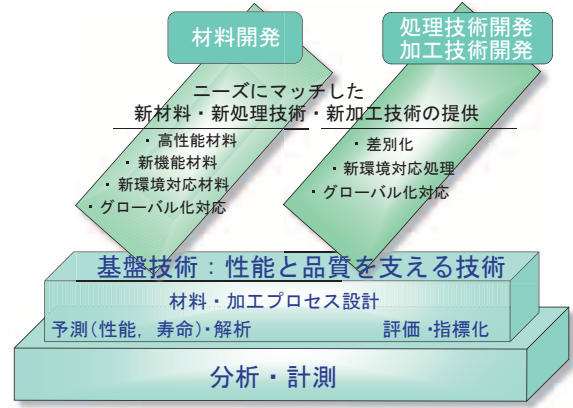 材料開発
処理技術開発
加工技術開発
ニーズにマッチした
新材料・新処理技術・新加工技術の提供
・高性能材料
・新機能材料
・新環境対応材料
・グローバル化対応
・差別化
・新環境対応処理
・グローバル化対応
基盤技術：性能と品質を支える技術
材料・加工プロセス設計
予測(性能，寿命)・解析
評価・指標化
分析・計測